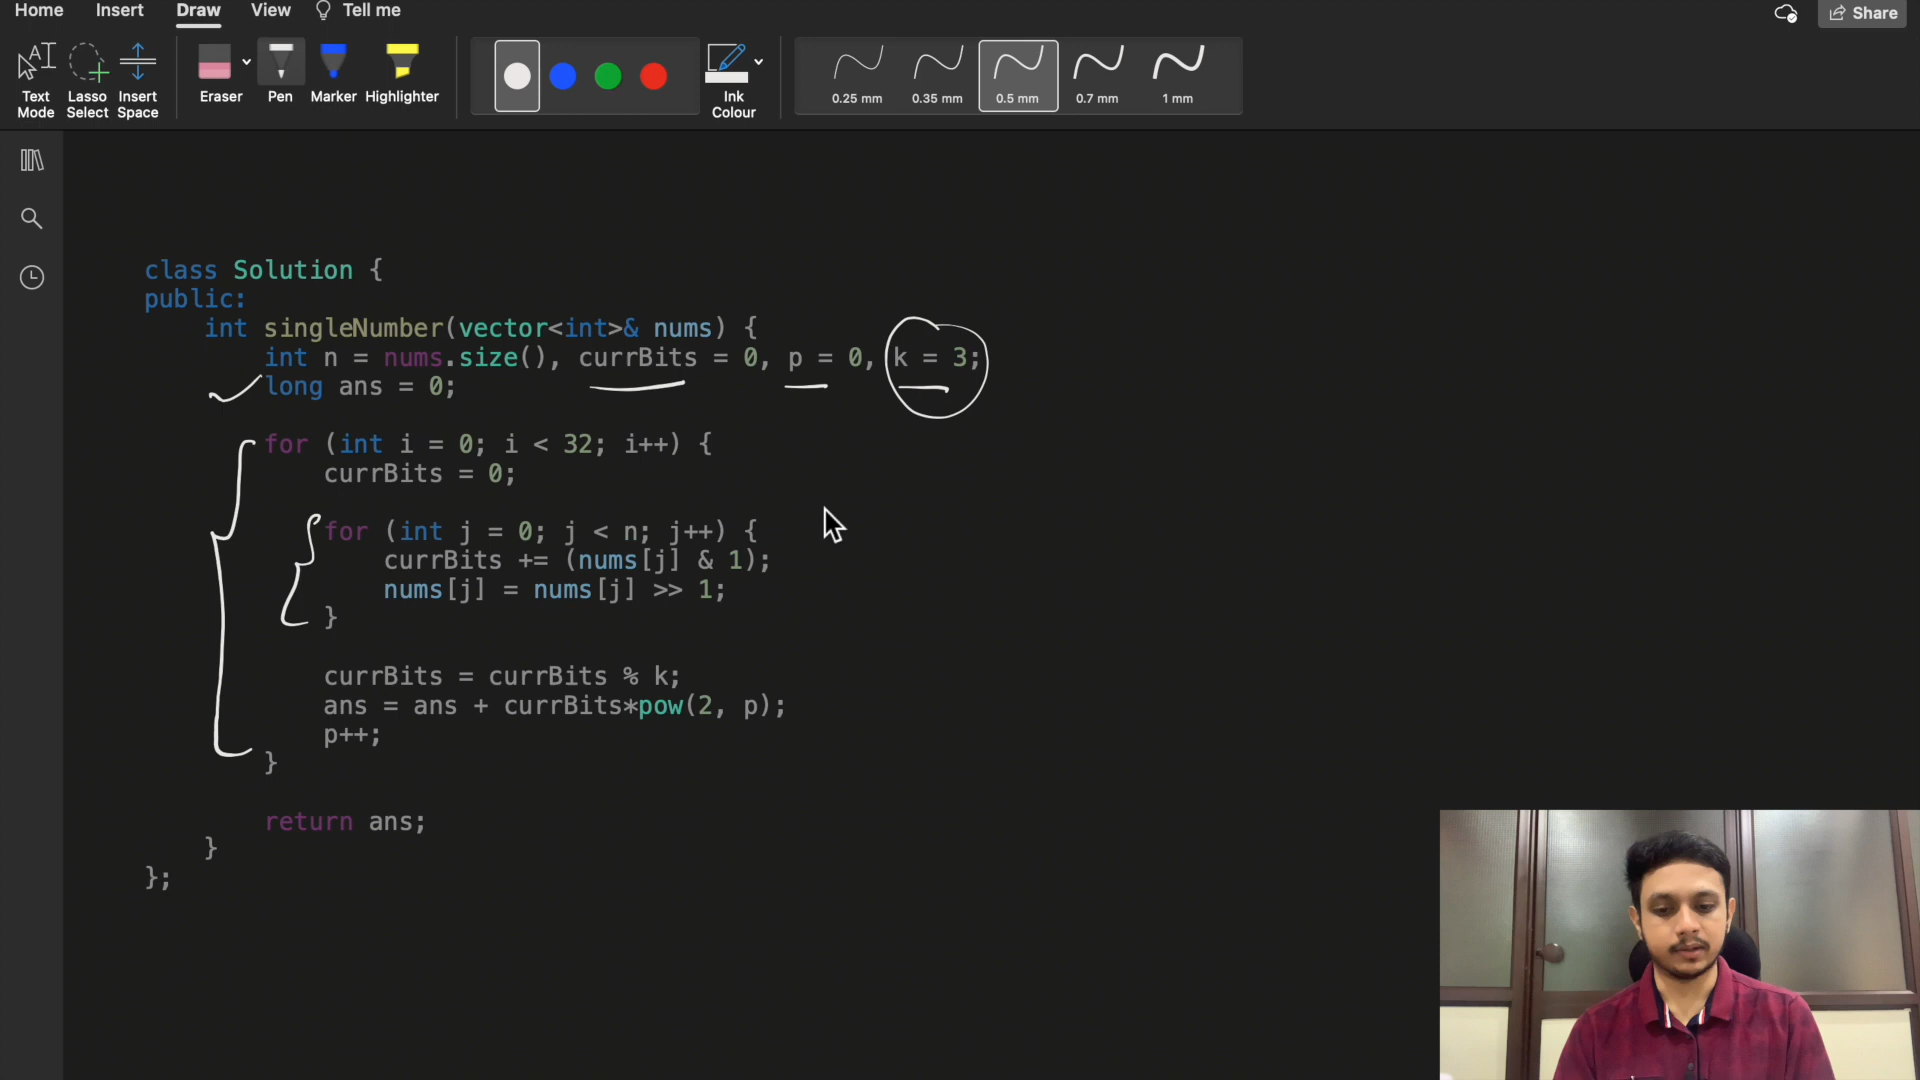 Home Insert Draw View Tell me Share
Text Mode
Lasso Select
Insert Space
Eraser
Pen
Marker
Highlighter
Ink Colour
0.25 mm
0.35 mm
0.5 mm
0.7 mm
1 mm
class Solution {
public:
    int singleNumber(vector<int>& nums) {
        int n = nums.size(), currBits = 0, p = 0, k = 3;
        long ans = 0;
        for (int i = 0; i < 32; i++) {
            currBits = 0;
            for (int j = 0; j < n; j++) {
                currBits += (nums[j] & 1);
                nums[j] = nums[j] >> 1;
            }
            currBits = currBits % k;
            ans = ans + currBits*pow(2, p);
            p++;
        }
        return ans;
    }
};